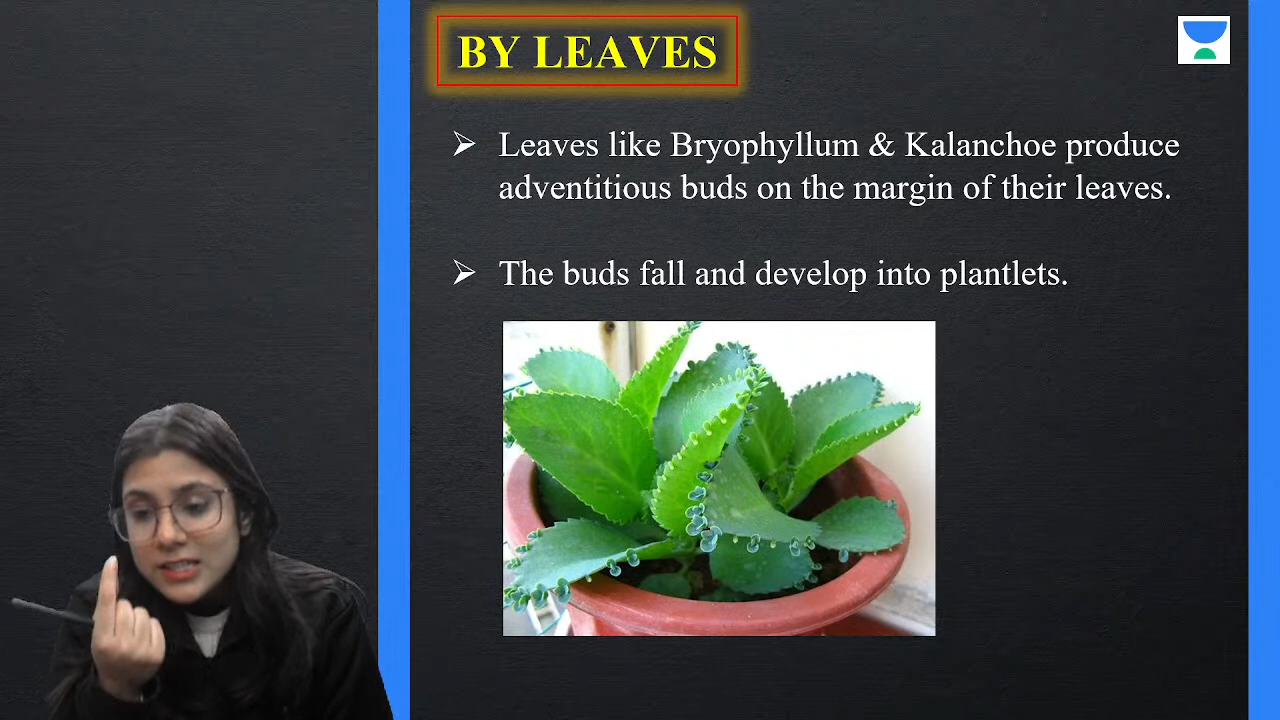 BY LEAVES
➢ Leaves like Bryophyllum & Kalanchoe produce
adventitious buds on the margin of their leaves.
➢ The buds fall and develop into plantlets.